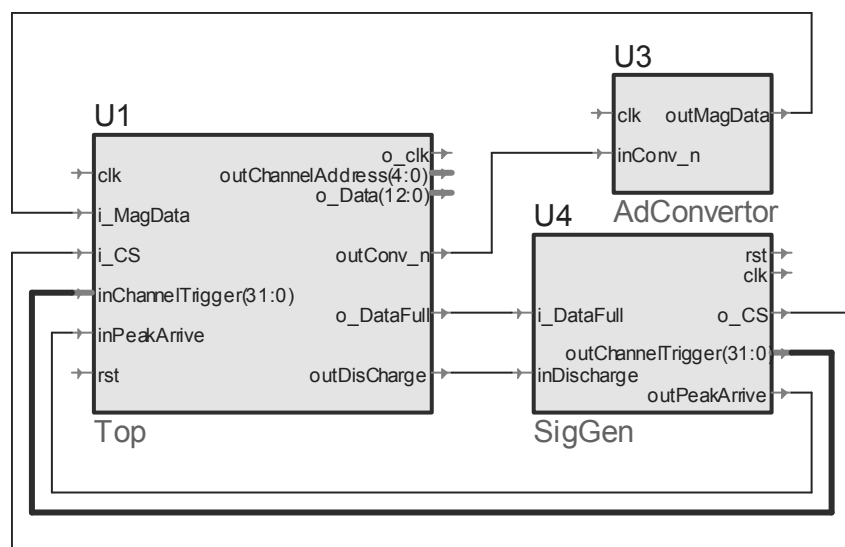 U3
clk
outMagData
inConv_n
AdConvertor
U1
clk
i_MagData
i_CS
inChannelTrigger(31:0)
inPeakArrive
rst
o_clk
outChannelAddress(4:0)
o_Data(12:0)
outConv_n
o_DataFull
outDisCharge
Top
U4
i_DataFull
inDischarge
rst
clk
o_CS
outChannelTrigger(31:0)
outPeakArrive
SigGen